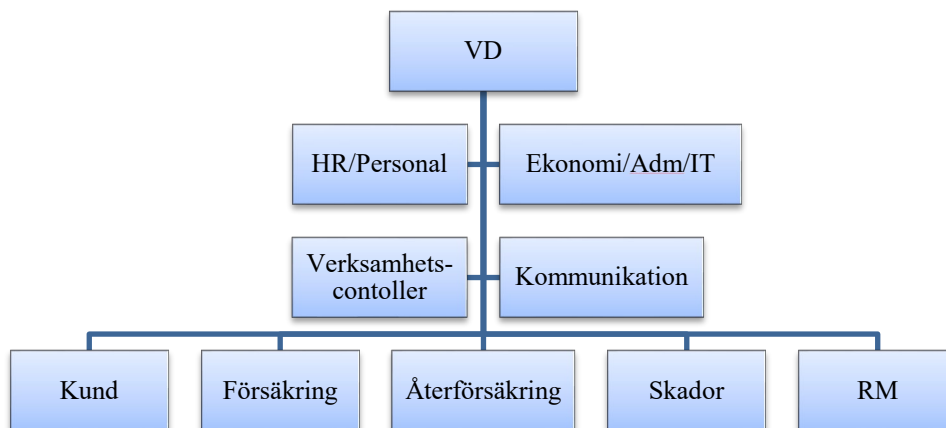 VD
HR/Personal
Ekonomi/Adm/IT
Verksamhets-
contoller
Kommunikation
Kund
Försäkring
Återförsäkring
Skador
RM